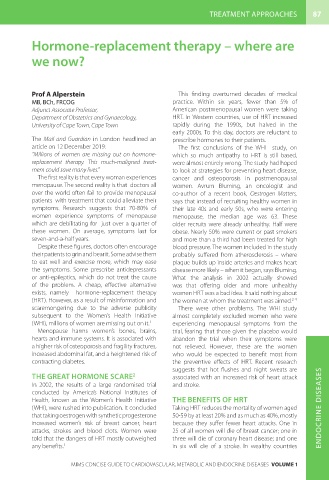 TREATMENT APPROACHES 67
Hormone-replacement therapy – where are
we now?
Prof A Alperstein
MB, BCh, FRCOG
Adjunct Associate Professor,
Department of Obstetrics and Gynaecology,
University of Cape Town, Cape Town
The Mail and Guardian in London headlined an
article on 12 December 2019:
"Millions of women are missing out on hormone-
replacement therapy. This much-maligned treat-
ment could save many lives."
The first reality is that every woman experiences
menopause. The second reality is that doctors all
over the world often fail to provide menopausal
patients with treatment that could alleviate their
symptoms. Research suggests that 70-80% of
women experience symptoms of menopause
which are debilitating for just over a quarter of
these women. On average, symptoms last for
seven-and-a-half years.
Despite these figures, doctors often encourage
their patients to grin and bear it. Some advise them
to eat well and exercise more, which may ease
the symptoms. Some prescribe antidepressants
or anti-epileptics, which do not treat the cause
of the problem. A cheap, effective alternative
exists, namely hormone-replacement therapy
(HRT). However, as a result of misinformation and
scaremongering due to the adverse publicity
subsequent to the Women's Health Initiative
(WHI), millions of women are missing out on it.¹
Menopause harms women's bones, brains,
hearts and immune systems. It is associated with
a higher risk of osteoporosis and fragility fractures,
increased abdominal fat, and a heightened risk of
contracting diabetes.
THE GREAT HORMONE SCARE²
In 2002, the results of a large randomised trial
conducted by America's National Institutes of
Health, known as the Women's Health Initiative
(WHI), were rushed into publication. It concluded
that taking oestrogen with synthetic progesterone
increased women's risk of breast cancer, heart
attacks, strokes and blood clots. Women were
told that the dangers of HRT mostly outweighed
any benefits.
This finding overturned decades of medical
practice. Within six years, fewer than 5% of
American postmenopausal women were taking
HRT. In Western countries, use of HRT increased
rapidly during the 1990s, but halved in the
early 2000s. To this day, doctors are reluctant to
prescribe hormones to their patients.
The first conclusions of the WHI study, on
which so much antipathy to HRT is still based,
were almost entirely wrong. The study had hoped
to look at strategies for preventing heart disease,
cancer and osteoporosis in postmenopausal
women. Avrum Bluming, an oncologist and
co-author of a recent book, Oestrogen Matters,
says that instead of recruiting healthy women in
their late 40s and early 50s, who were entering
menopause, the median age was 63. These
older recruits were already unhealthy. Half were
obese. Nearly 50% were current or past smokers
and more than a third had been treated for high
blood pressure. The women included in the study
probably suffered from atherosclerosis – where
plaque builds up inside arteries and makes heart
disease more likely – when it began, says Bluming.
What the analysis in 2002 actually showed
was that offering older and more unhealthy
women HRT was a bad idea. It said nothing about
the women at whom the treatment was aimed.
There were other problems. The WHI study
almost completely excluded women who were
experiencing menopausal symptoms from the
trial, fearing that those given the placebo would
abandon the trial when their symptoms were
not relieved. However, these are the women
who would be expected to benefit most from
the preventive effects of HRT. Recent research
suggests that hot flushes and night sweats are
associated with an increased risk of heart attack
and stroke.
THE BENEFITS OF HRT
Taking HRT reduces the mortality of women aged
50-59 by at least 20% and as much as 40%, mostly
because they suffer fewer heart attacks. One in
25 of all women will die of breast cancer; one in
three will die of coronary heart disease; and one
in six will die of a stroke. In wealthy countries
ENDOCRINE DISEASES
MIMS CONCISE GUIDE TO CARDIOVASCULAR, METABOLIC AND ENDOCRINE DISEASES VOLUME 1